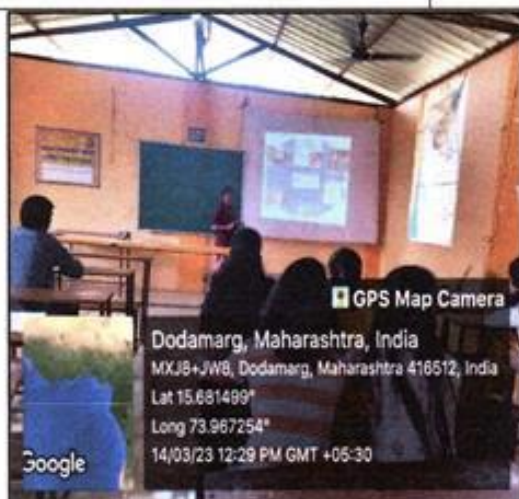 GPS Map Camera
Dodamarg, Maharashtra, India
MXJ8+JW8, Dodamarg, Maharashtra 416512, India
Lat 15.681499°
Long 73.967254°
14/03/23 12:29 PM GMT +05:30
Google